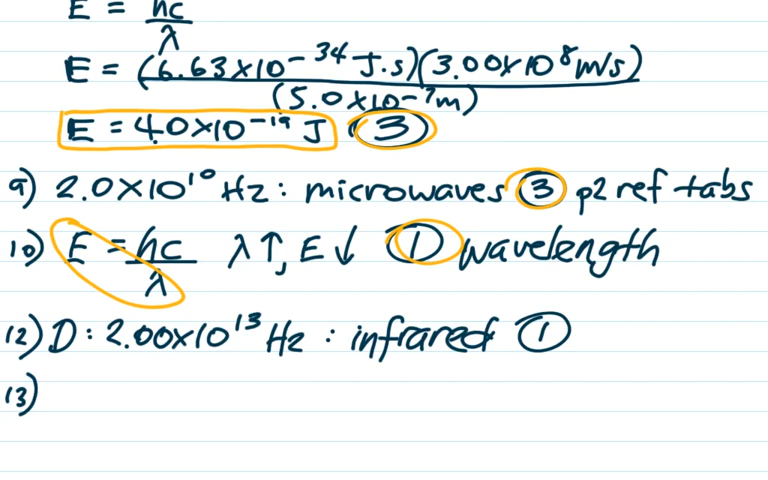 E = hc/λ
E = (6.63×10⁻³⁴ J·s)(3.00×10⁸ m/s)
(5.0×10⁻⁷m)
E = 4.0×10⁻¹⁹ J ③
9) 2.0×10¹⁰ Hz: microwaves ③ p2 ref tabs
10) E = hc/λ λ↑, E↓ ① wavelength
12) D: 2.00×10¹³ Hz: infrared ①
13)